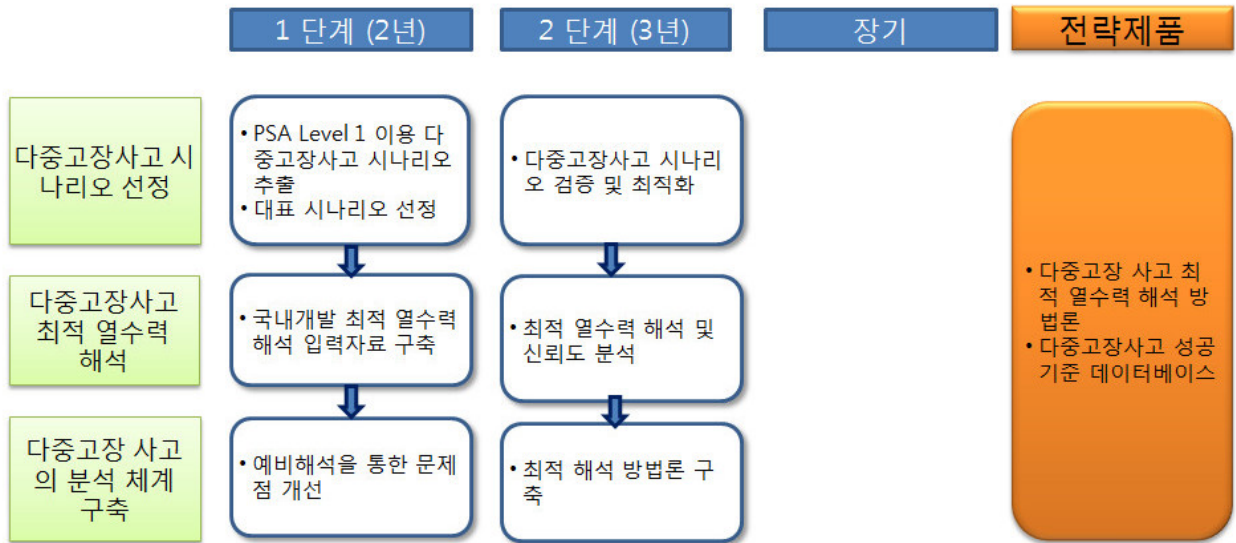 1 단계 (2년)
2 단계 (3년)
장기
전략제품
다중고장사고 시
나리오 선정
• PSA Level 1 이용 다
중고장사고 시나리오
추출
• 대표 시나리오 선정
• 다중고장사고 시나리
오 검증 및 최적화
다중고장사고
최적 열수력
해석
• 국내개발 최적 열수력
해석 입력자료 구축
• 최적 열수력 해석 및
신뢰도 분석
다중고장 사고
의 분석 체계
구축
• 예비해석을 통한 문제
점 개선
• 최적 해석 방법론 구
축
• 다중고장 사고 최
적 열수력 해석 방
법론
• 다중고장사고 성공
기준 데이터베이스